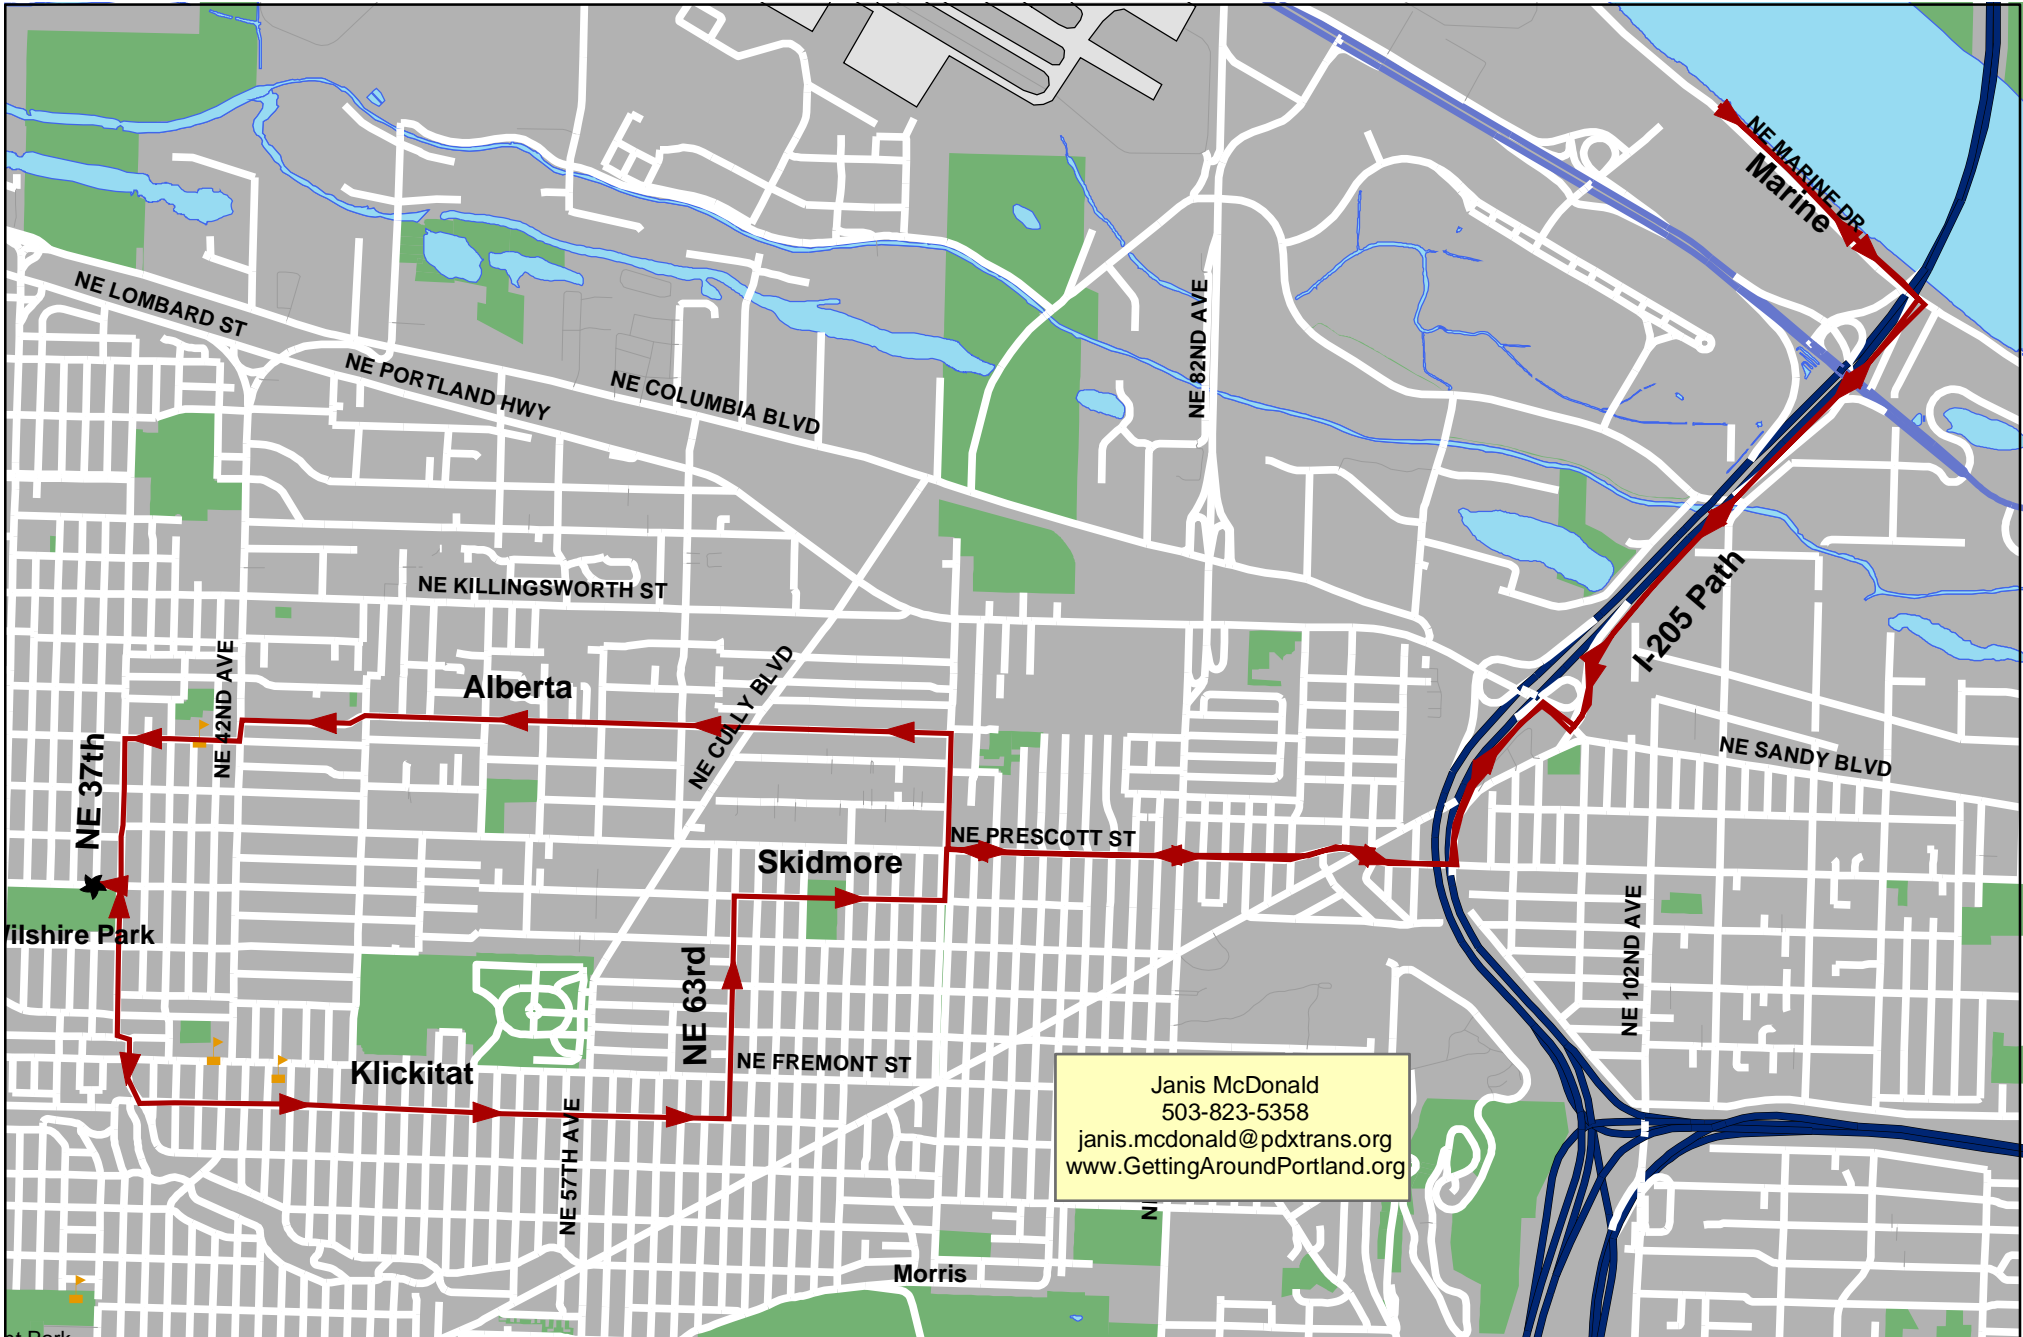 NE MARINE DR
Marine
NE LOMBARD ST
NE PORTLAND HWY
NE COLUMBIA BLVD
NE 82ND AVE
NE KILLINGSWORTH ST
I-205 Path
NE 42ND AVE
Alberta
NE CULLY BLVD
NE SANDY BLVD
NE 37th
NE PRESCOTT ST
Skidmore
ilshire Park
NE 102ND AVE
NE 63rd
NE FREMONT ST
Klickitat
NE 57TH AVE
Janis McDonald
503-823-5358
janis.mcdonald@pdxtrans.org
www.GettingAroundPortland.org
Morris
Park